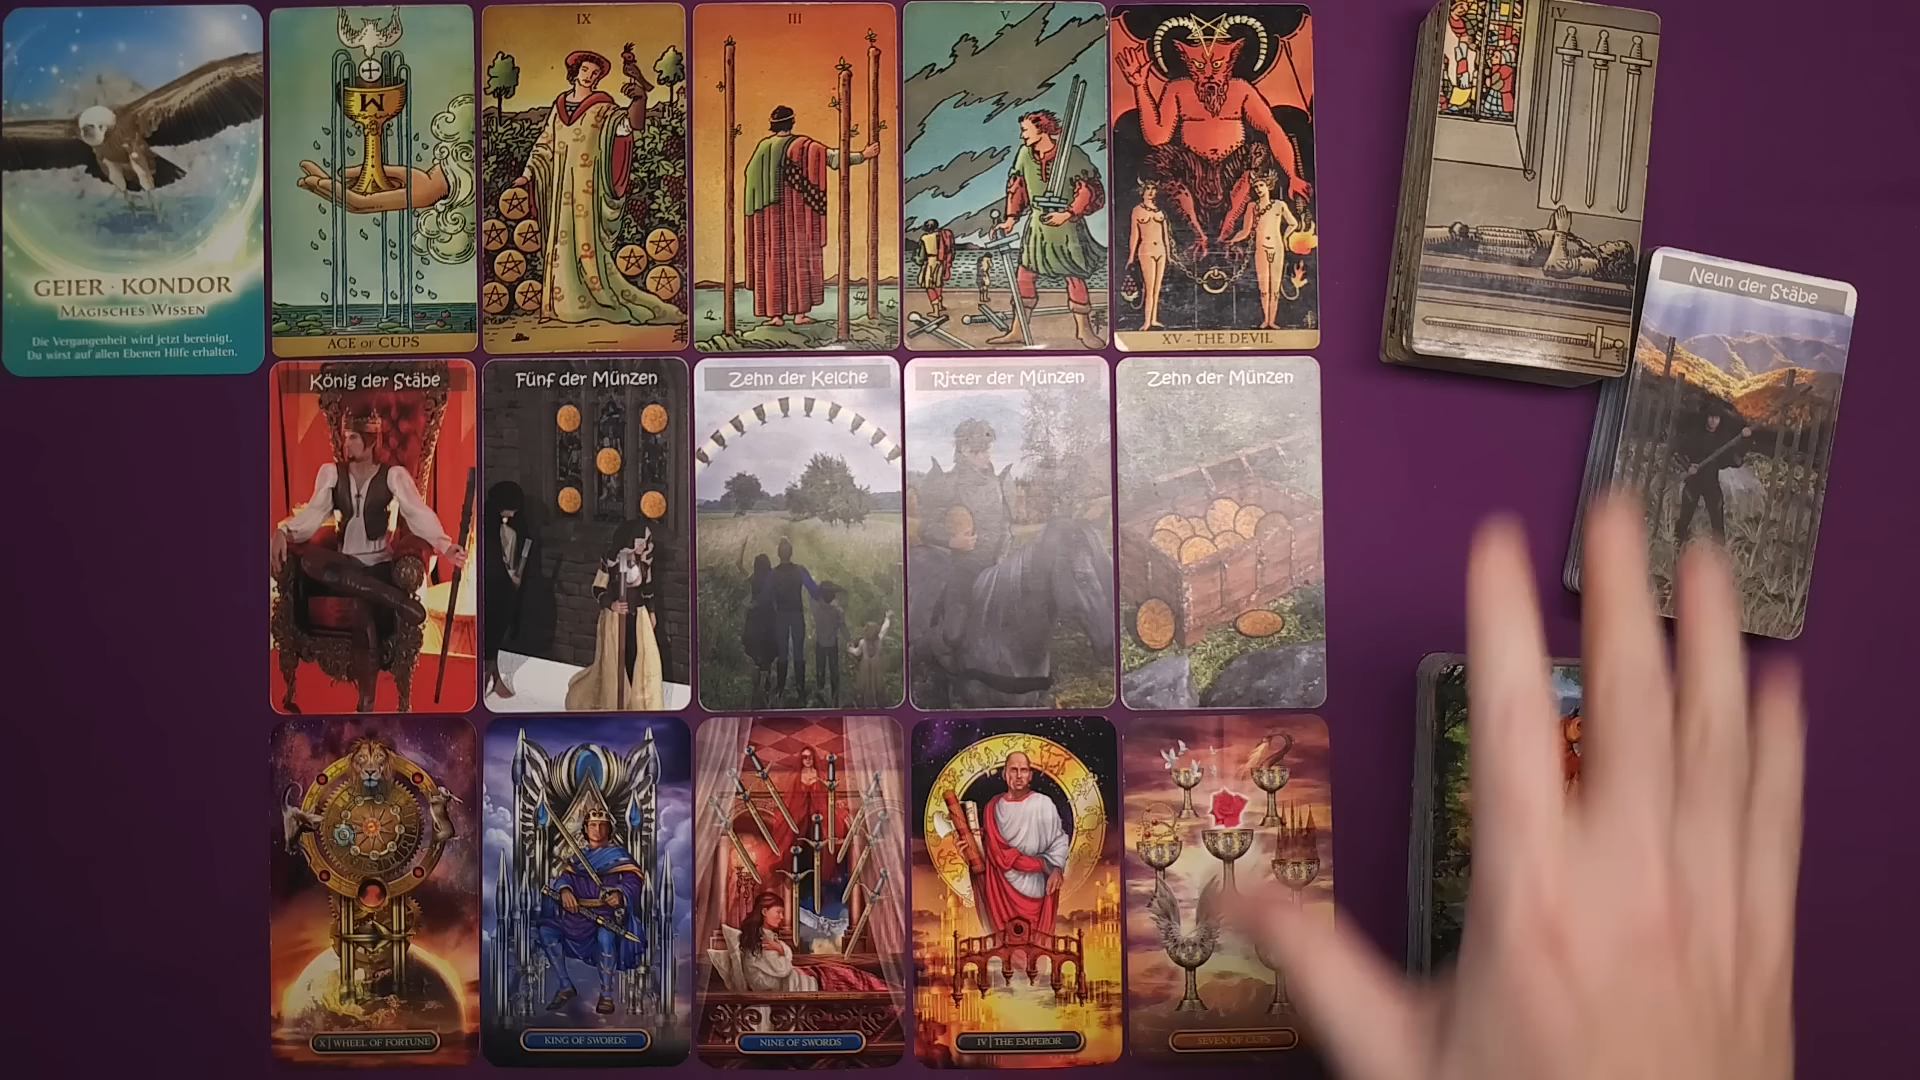 GEIER · KONDOR
MAGISCHES WISSEN
Die Vergangenheit wird jetzt bereinigt.
Du wirst auf allen Ebenen Hilfe erhalten.
ACE OF CUPS
IX
III
V
XV - THE DEVIL
IV
Neun der Stäbe
König der Stäbe
Fünf der Münzen
Zehn der Kelche
Ritter der Münzen
Zehn der Münzen
X | WHEEL OF FORTUNE
KING OF SWORDS
NINE OF SWORDS
IV | THE EMPEROR
SEVEN OF CUPS